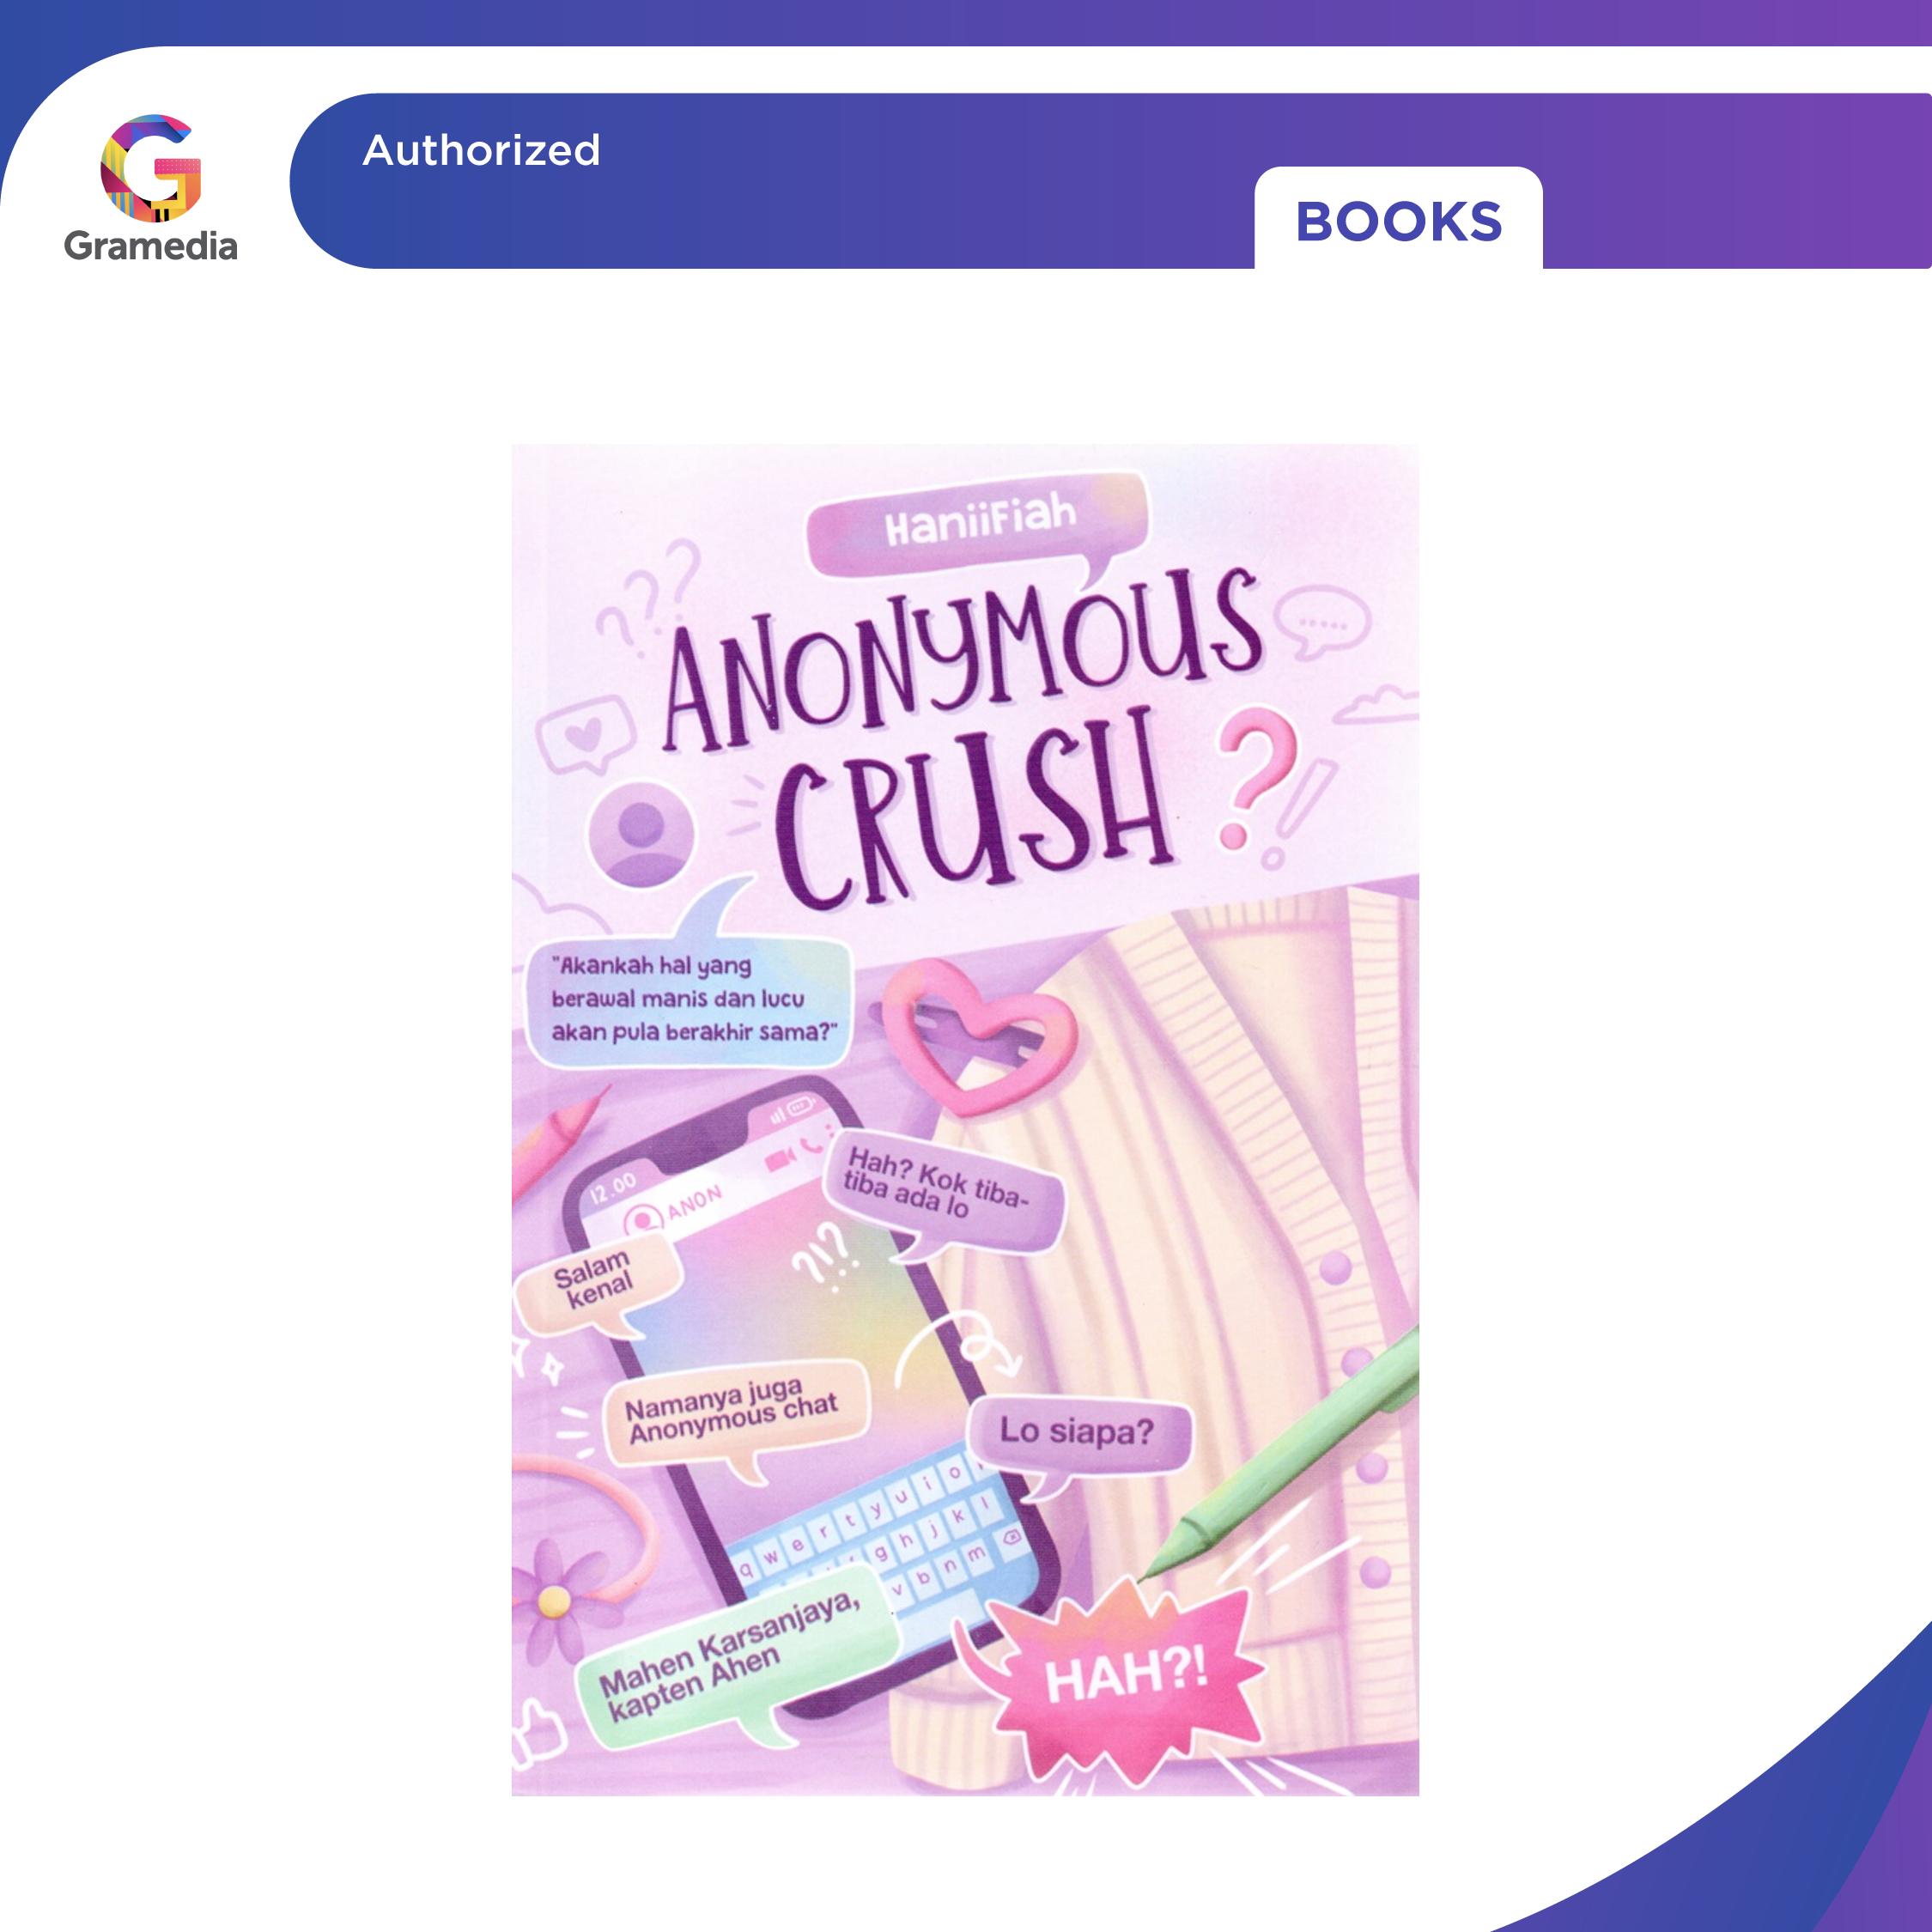 Authorized
Gramedia
BOOKS
HaniiFiah
ANONYMOUS
CRUSH ?
"Akankah hal yang
berawal manis dan lucu
akan pula berakhir sama?"
12.00
ANON
Hah? Kok tiba-
tiba ada lo
Salam
kenal
Namanya juga
Anonymous chat
Lo siapa?
q w e r t y u i o
g h j k l
v b n m
Mahen Karsanjaya,
kapten Ahen
HAH?!